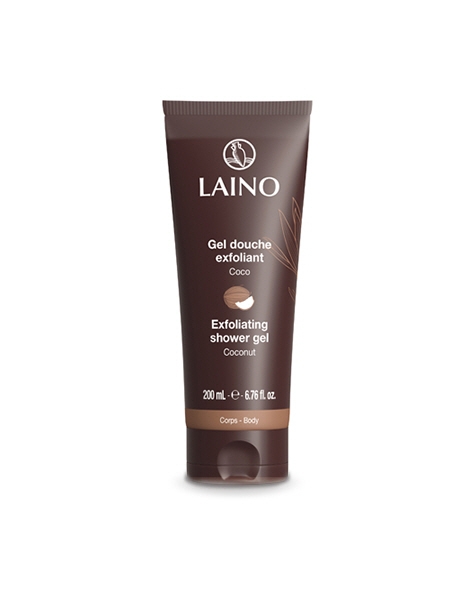 LAINO
Gel douche
exfoliant
Coco
Exfoliating
shower gel
Coconut
200 mL - ℮ - 6.76 fl. oz.
Corps - Body